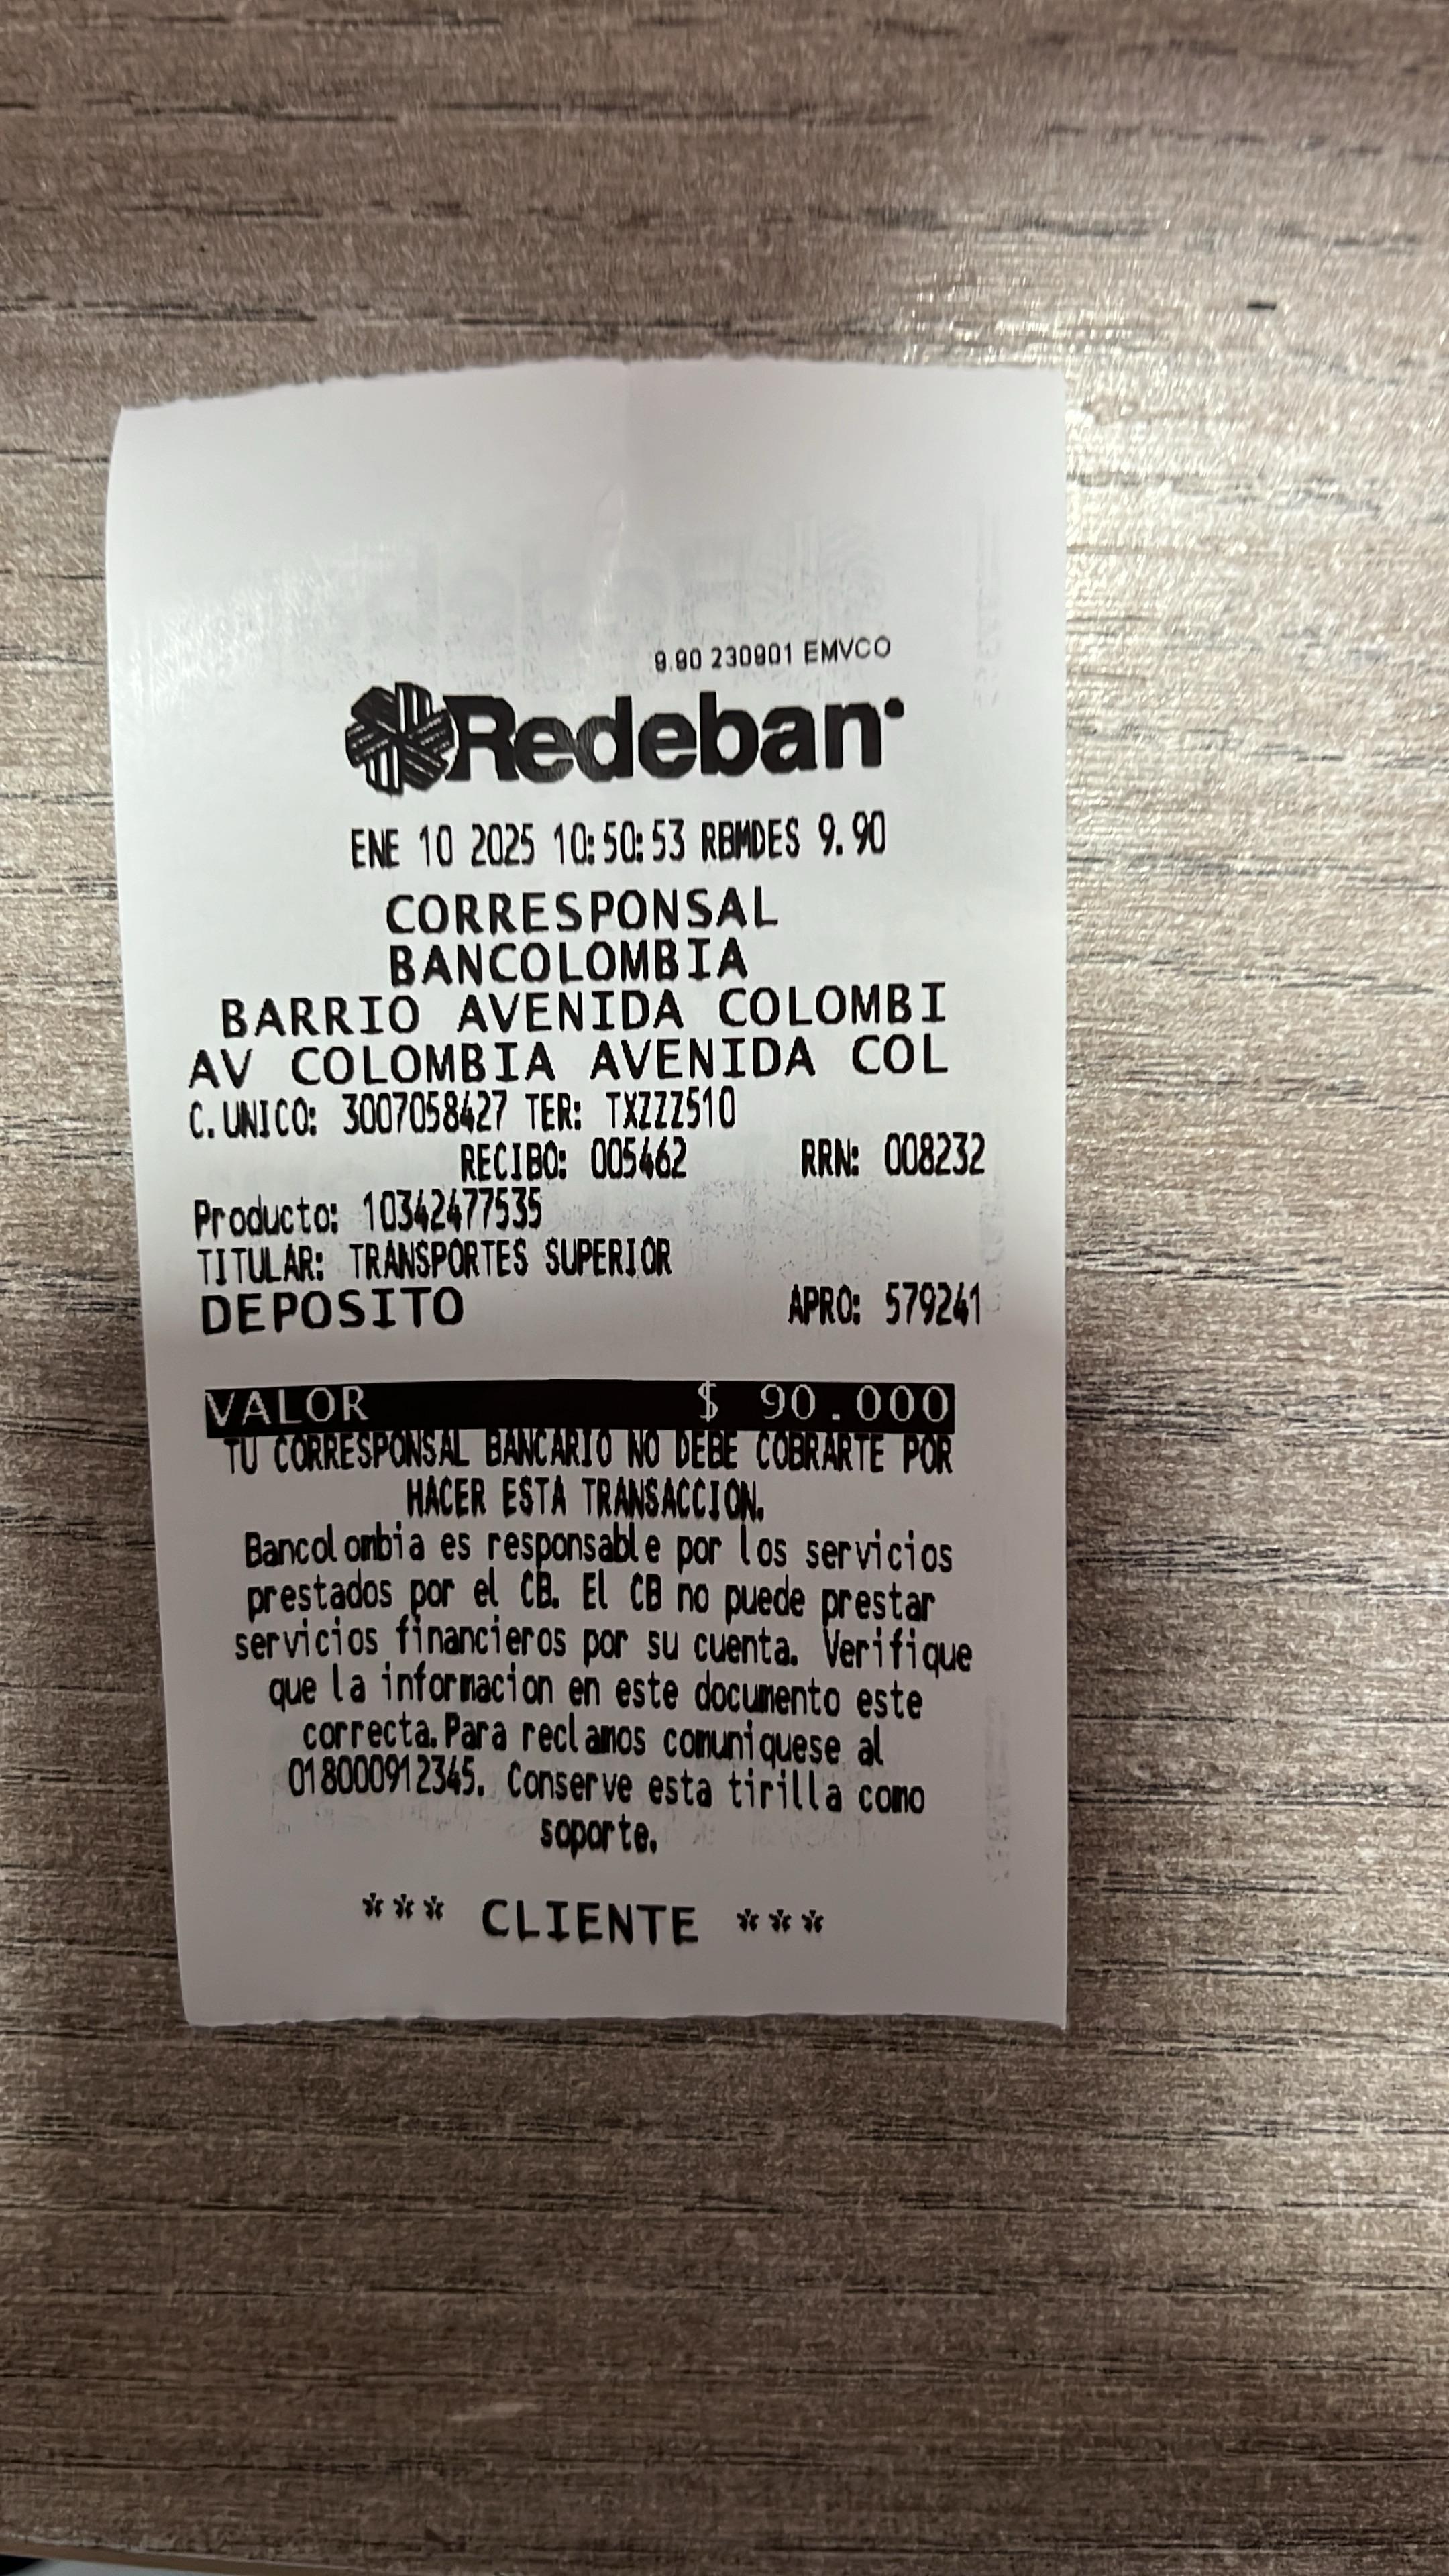 9.90 230901 EMVCO
Redeban
ENE 10 2025 10:50:53 RBMDES 9.90
CORRESPONSAL
BANCOLOMBIA
BARRIO AVENIDA COLOMBI
AV COLOMBIA AVENIDA COL
C.UNICO: 3007058427 TER: TXZZZ510
RECIBO: 005462 RRN: 008232
Producto: 10342477535
TITULAR: TRANSPORTES SUPERIOR
DEPOSITO APRO: 579241
VALOR $ 90.000
TU CORRESPONSAL BANCARIO NO DEBE COBRARTE POR
HACER ESTA TRANSACCION.
Bancolombia es responsable por los servicios
prestados por el CB. El CB no puede prestar
servicios financieros por su cuenta. Verifique
que la informacion en este documento este
correcta.Para reclamos comuniquese al
018000912345. Conserve esta tirilla como
soporte.
*** CLIENTE ***